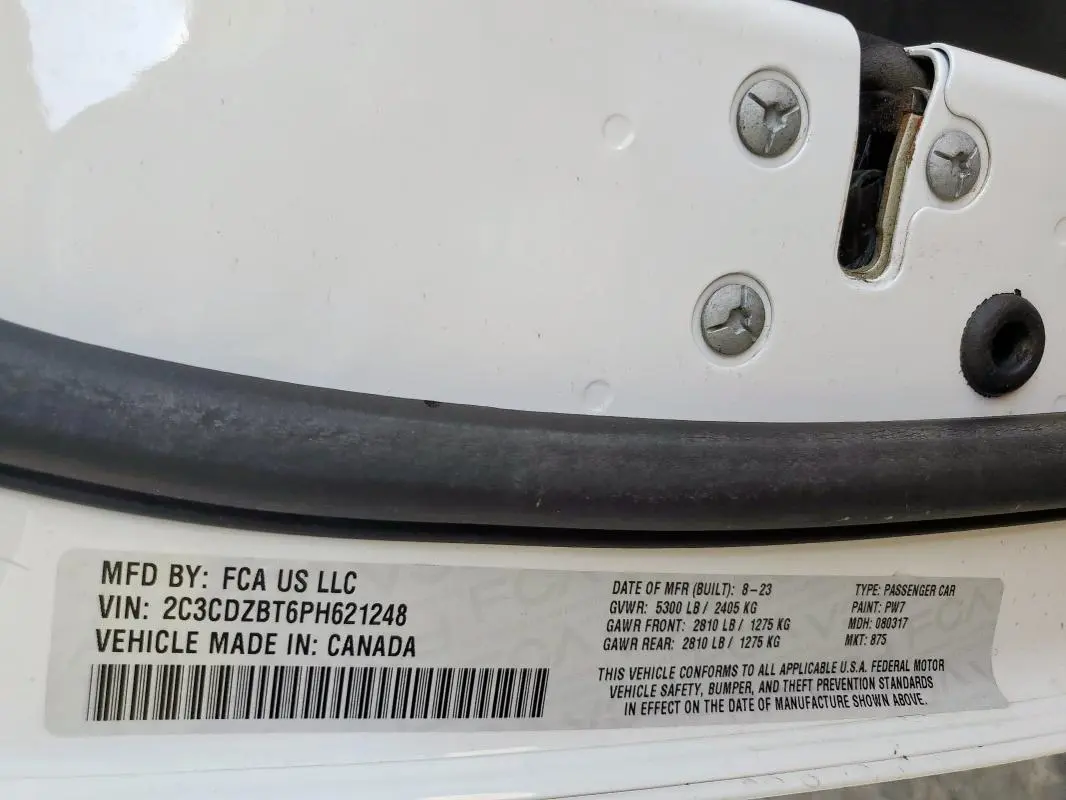 MFD BY: FCA US LLC
VIN: 2C3CDZBT6PH621248
VEHICLE MADE IN: CANADA
DATE OF MFR (BUILT): 8-23
GVWR: 5300 LB / 2405 KG
GAWR FRONT: 2810 LB / 1275 KG
GAWR REAR: 2810 LB / 1275 KG
TYPE: PASSENGER CAR
PAINT: PW7
MDH: 080317
MKT: 875
THIS VEHICLE CONFORMS TO ALL APPLICABLE U.S.A. FEDERAL MOTOR
VEHICLE SAFETY, BUMPER, AND THEFT PREVENTION STANDARDS
IN EFFECT ON THE DATE OF MANUFACTURE SHOWN ABOVE.